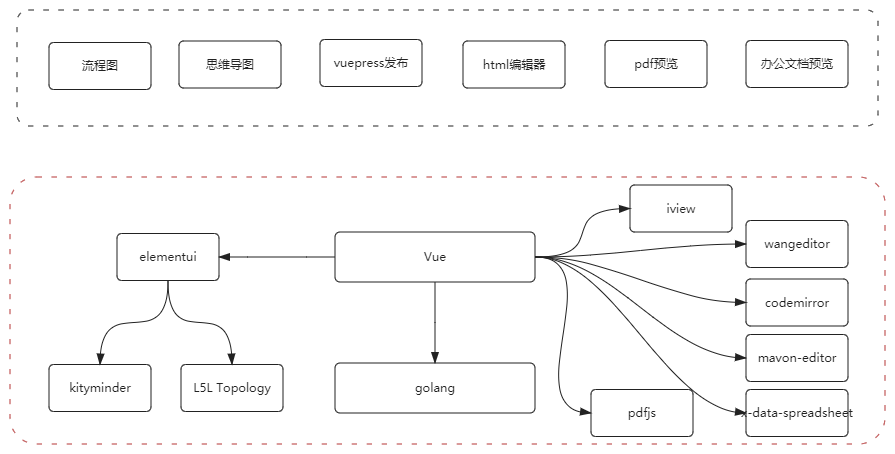 流程图
思维导图
vuepress发布
html编辑器
pdf预览
办公文档预览
iview
elementui
Vue
wangeditor
codemirror
mavon-editor
kityminder
L5L Topology
golang
pdfjs
x-data-spreadsheet